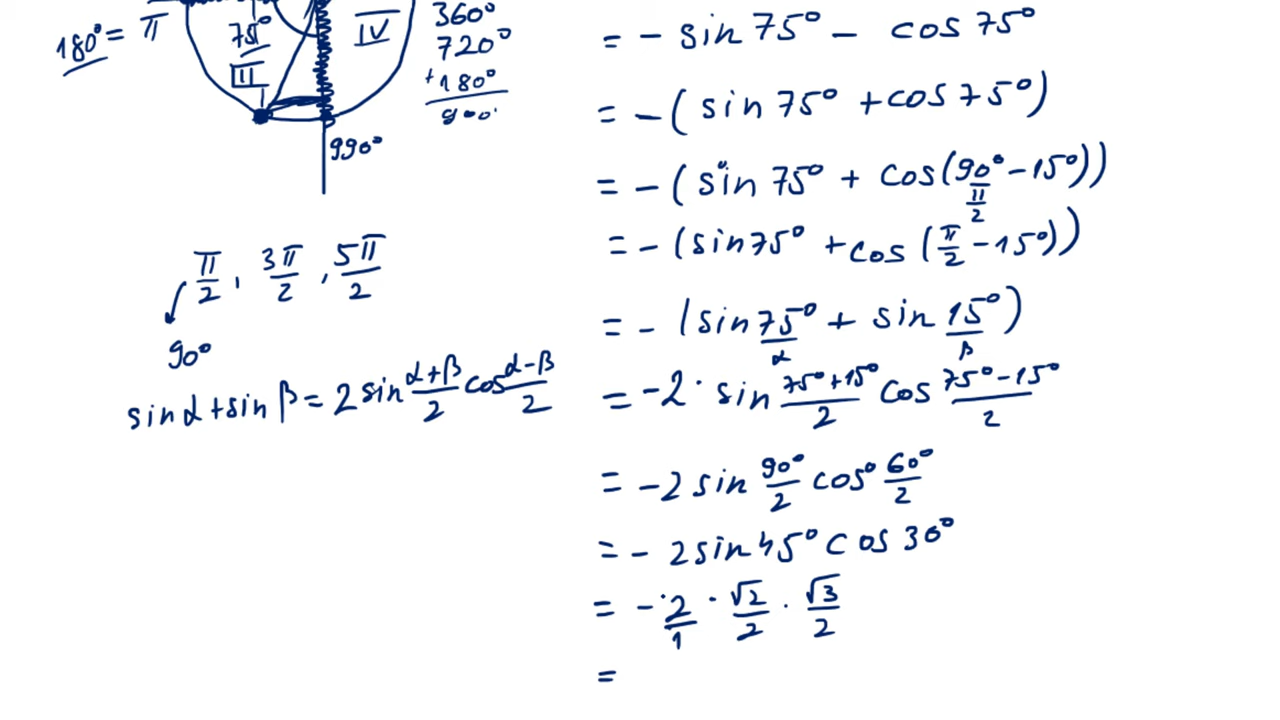 180° = π
75°
III
IV
360°
720°
+180°
900°
990°
π/2, 3π/2, 5π/2
90°
sin α + sin β = 2 sin (α+β)/2 cos (α-β)/2
= - sin 75° - cos 75°
= - ( sin 75° + cos 75°)
= - ( sin 75° + cos(90° - 15°))
π/2
= - (sin 75° + cos (π/2 - 15°))
= - (sin 75° + sin 15°)
α β
= -2 · sin (75°+15°)/2 cos (75°-15°)/2
= -2 sin 90°/2 cos° 60°/2
= - 2 sin 45° cos 30°
= - 2/1 · √2/2 · √3/2
=